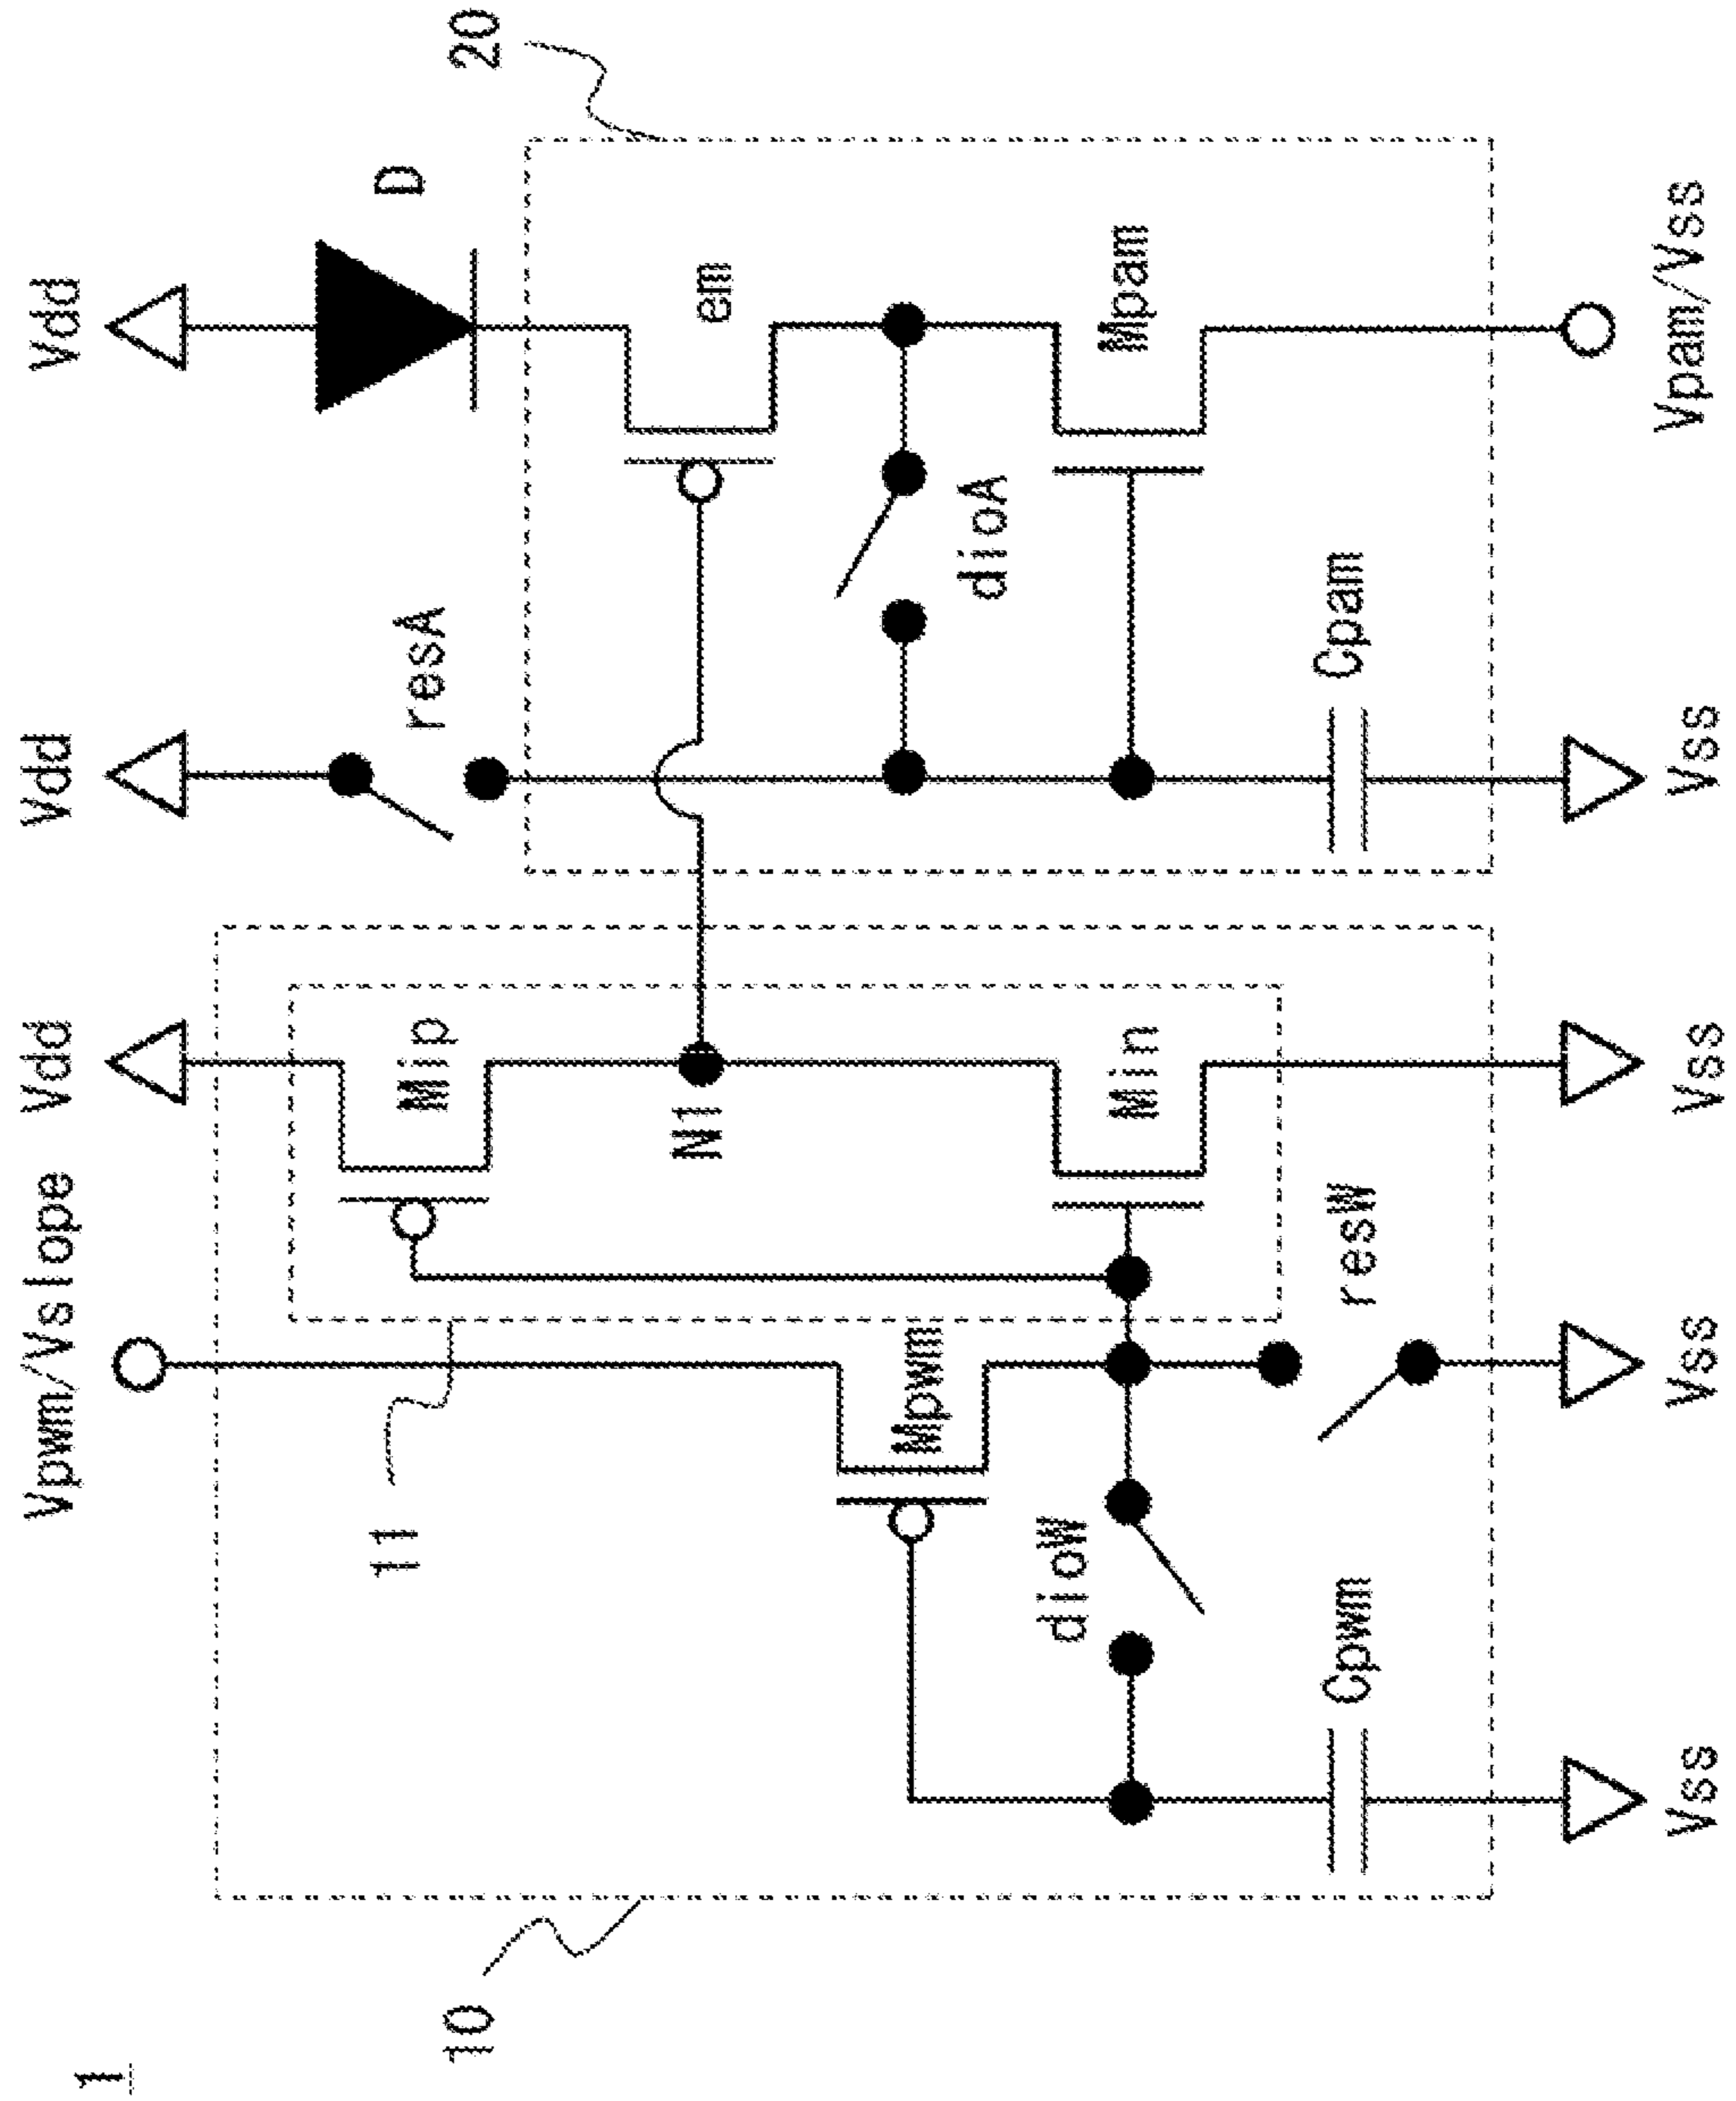 1
10
11
20
Vpwm/Vslope
Vdd
Vdd
Vdd
Mip
resA
D
N1
em
Mpwm
dioW
Min
dioA
Mpam
Cpwm
resW
Cpam
Vss
Vss
Vss
Vss
Vpam/Vss